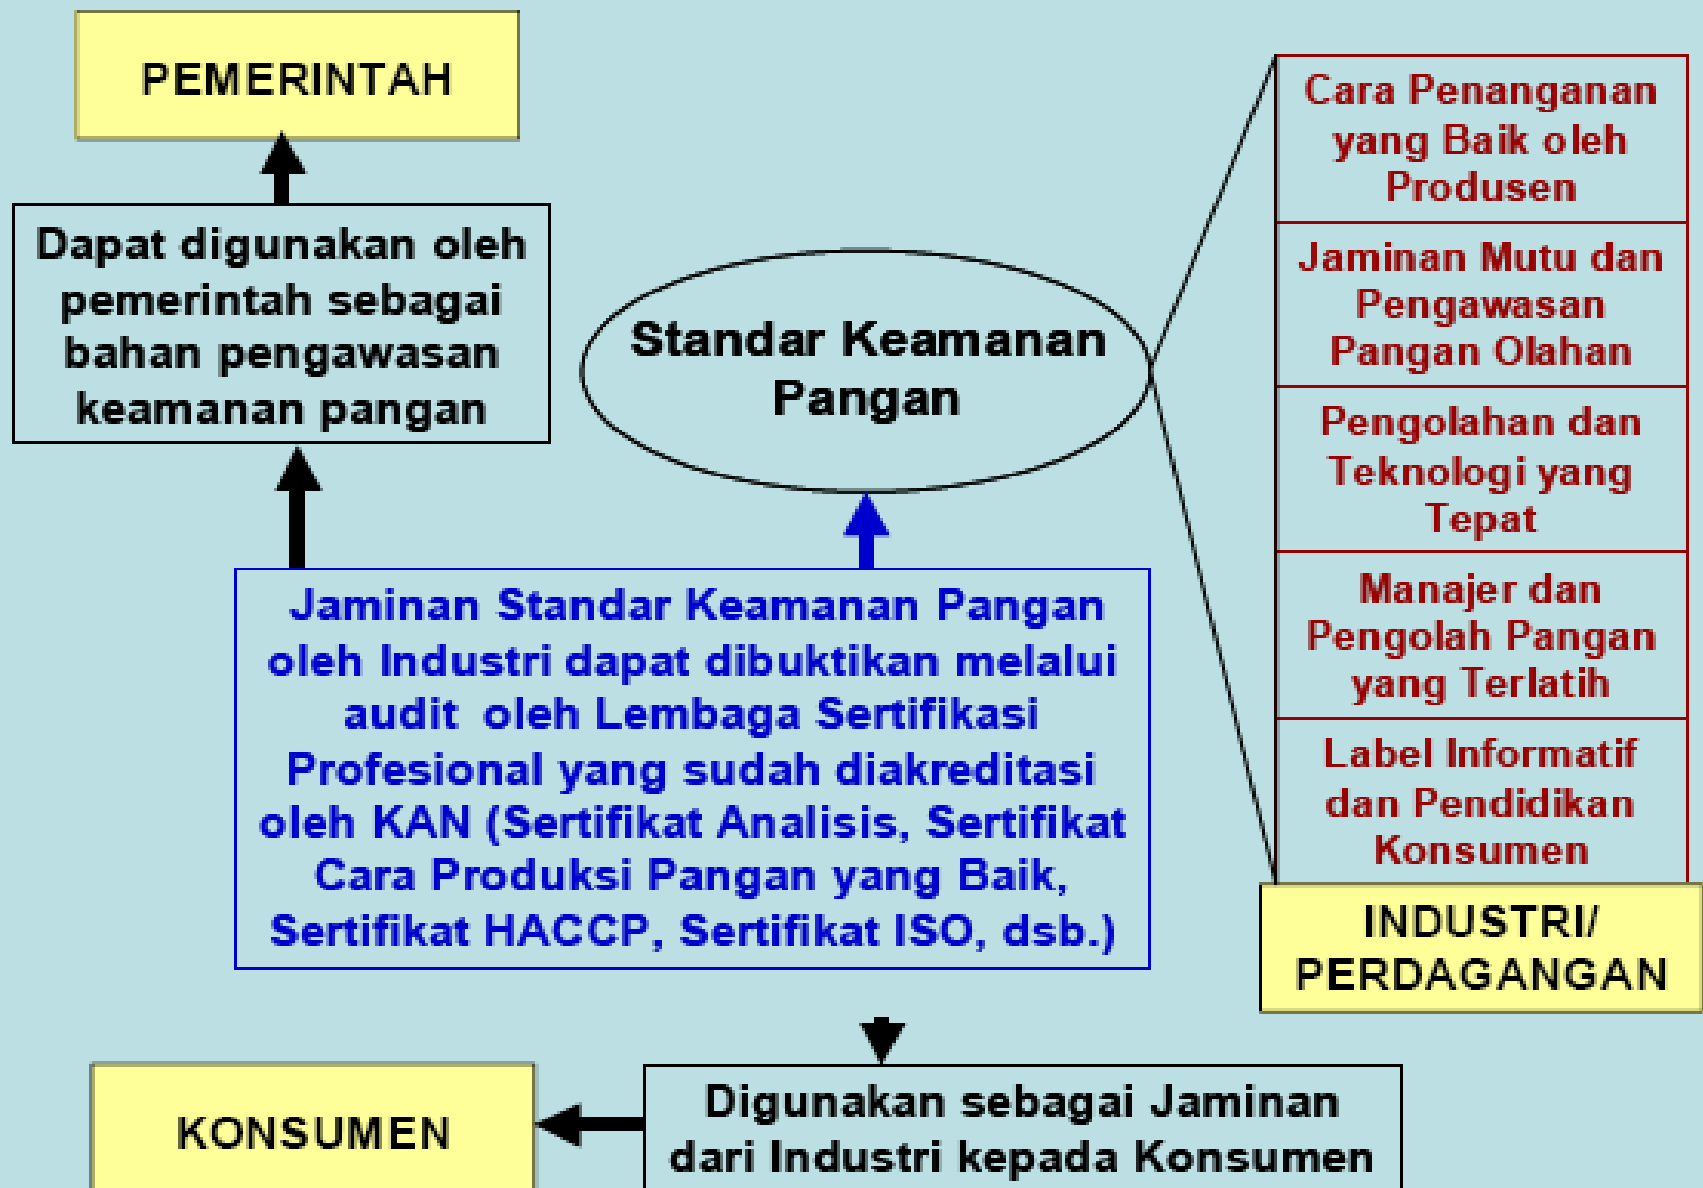 PEMERINTAH
Dapat digunakan oleh
pemerintah sebagai
bahan pengawasan
keamanan pangan
Standar Keamanan
Pangan
Cara Penanganan
yang Baik oleh
Produsen
Jaminan Mutu dan
Pengawasan
Pangan Olahan
Pengolahan dan
Teknologi yang
Tepat
Manajer dan
Pengolah Pangan
yang Terlatih
Label Informatif
dan Pendidikan
Konsumen
INDUSTRI/
PERDAGANGAN
Jaminan Standar Keamanan Pangan
oleh Industri dapat dibuktikan melalui
audit oleh Lembaga Sertifikasi
Profesional yang sudah diakreditasi
oleh KAN (Sertifikat Analisis, Sertifikat
Cara Produksi Pangan yang Baik,
Sertifikat HACCP, Sertifikat ISO, dsb.)
Digunakan sebagai Jaminan
dari Industri kepada Konsumen
KONSUMEN